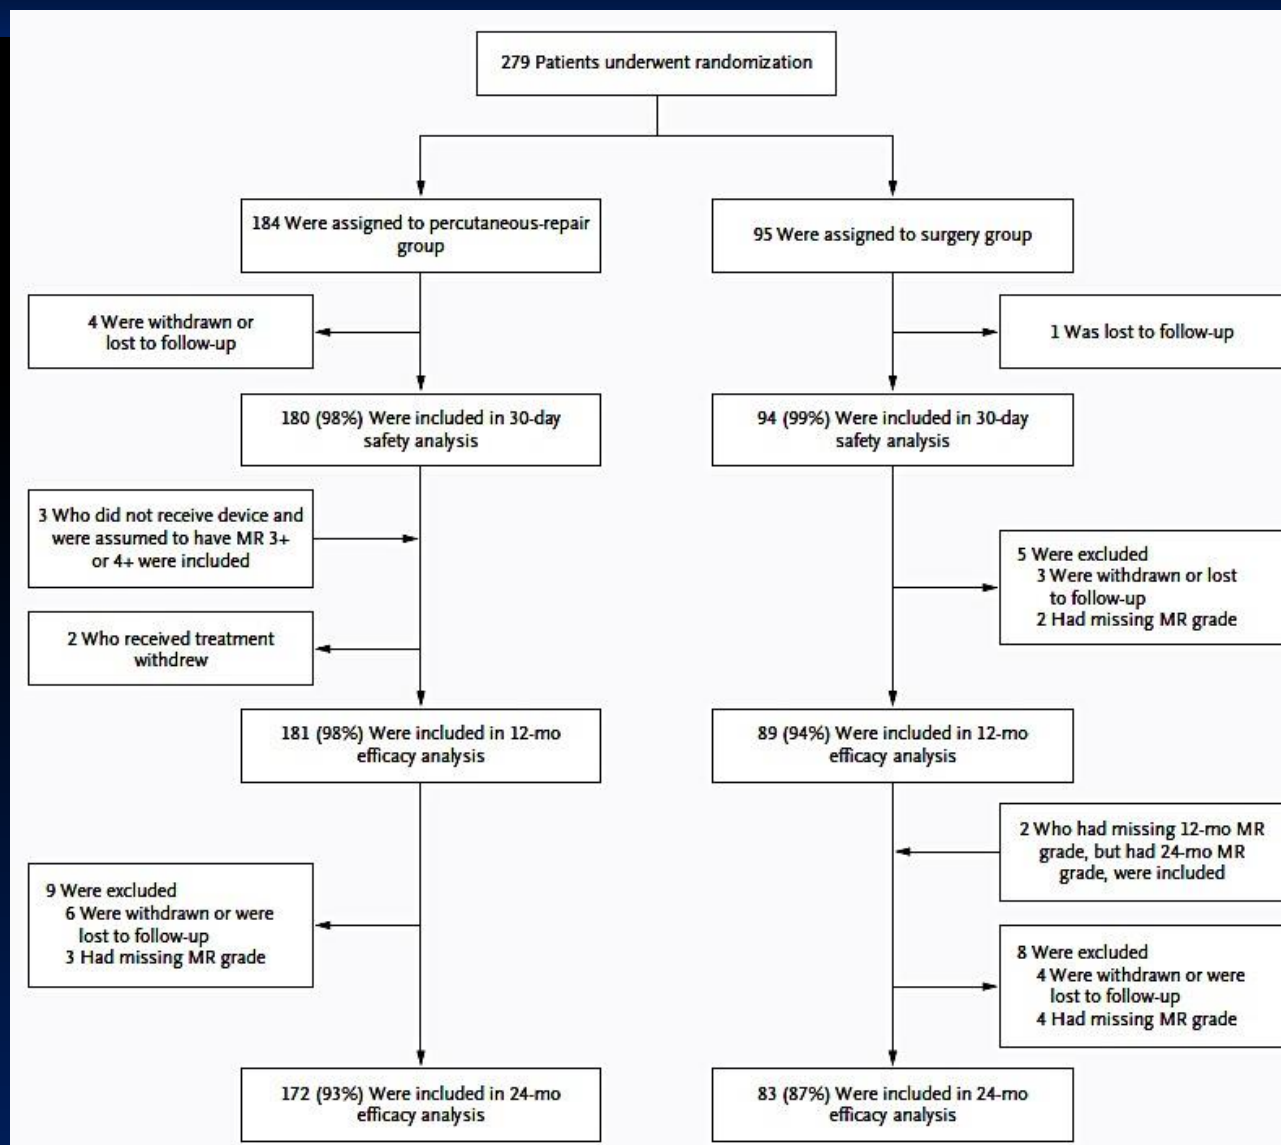 279 Patients underwent randomization
184 Were assigned to percutaneous-repair
group
95 Were assigned to surgery group
4 Were withdrawn or
lost to follow-up
1 Was lost to follow-up
180 (98%) Were included in 30-day
safety analysis
94 (99%) Were included in 30-day
safety analysis
3 Who did not receive device and
were assumed to have MR 3+
or 4+ were included
5 Were excluded
3 Were withdrawn or lost
to follow-up
2 Had missing MR grade
2 Who received treatment
withdrew
181 (98%) Were included in 12-mo
efficacy analysis
89 (94%) Were included in 12-mo
efficacy analysis
2 Who had missing 12-mo MR
grade, but had 24-mo MR
grade, were included
9 Were excluded
6 Were withdrawn or were
lost to follow-up
3 Had missing MR grade
8 Were excluded
4 Were withdrawn or were
lost to follow-up
4 Had missing MR grade
172 (93%) Were included in 24-mo
efficacy analysis
83 (87%) Were included in 24-mo
efficacy analysis